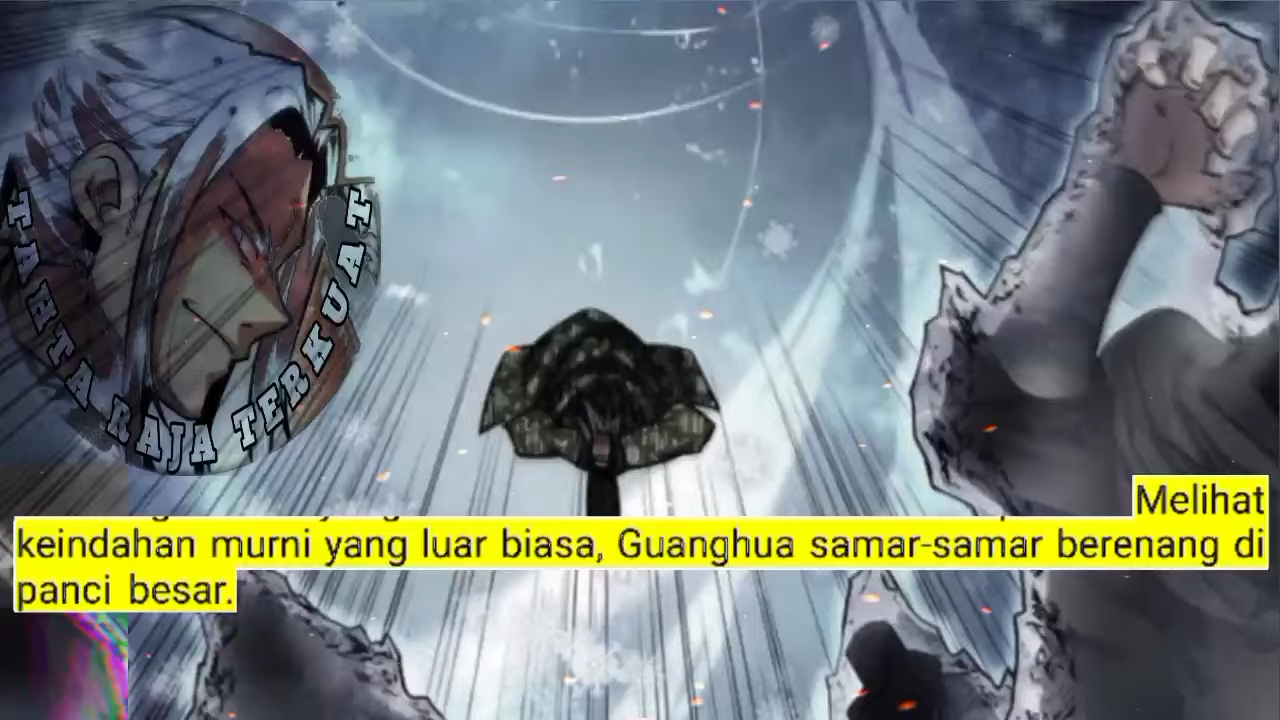 TAHTA RAJA TERKUAT
Melihat
keindahan murni yang luar biasa, Guanghua samar-samar berenang di
panci besar.